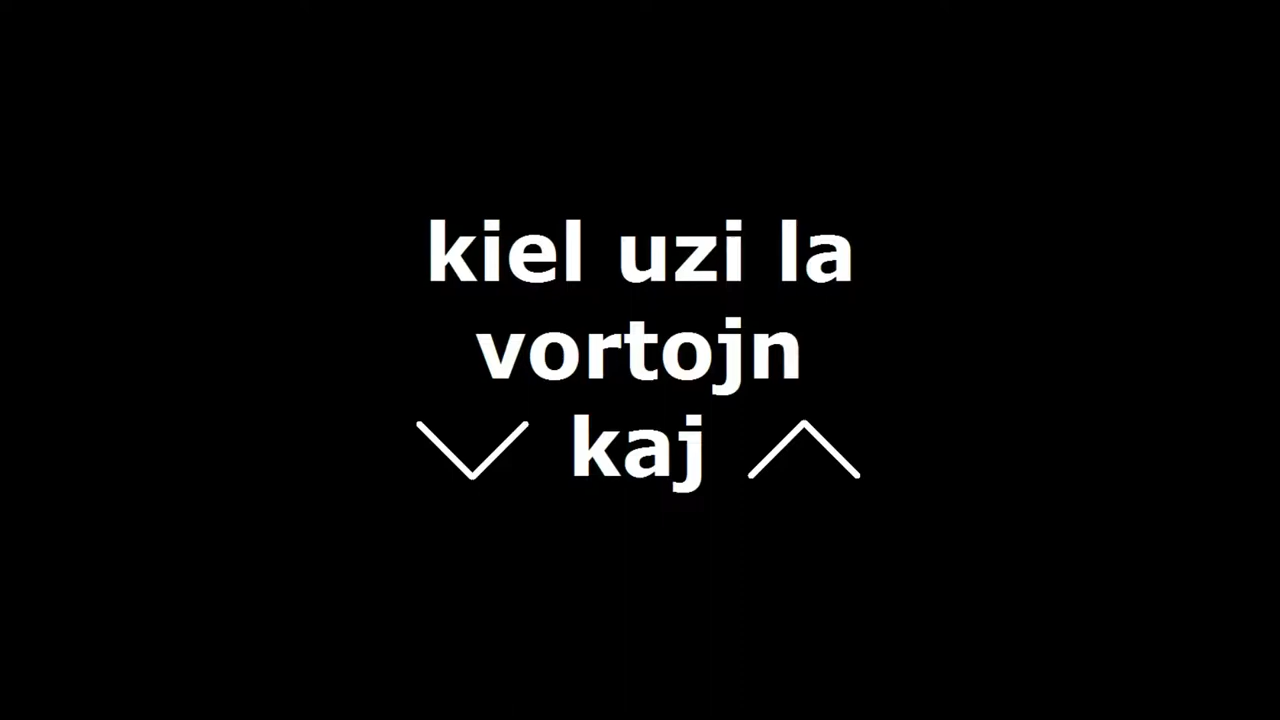 kiel uzi la
vortojn
∨ kaj ∧